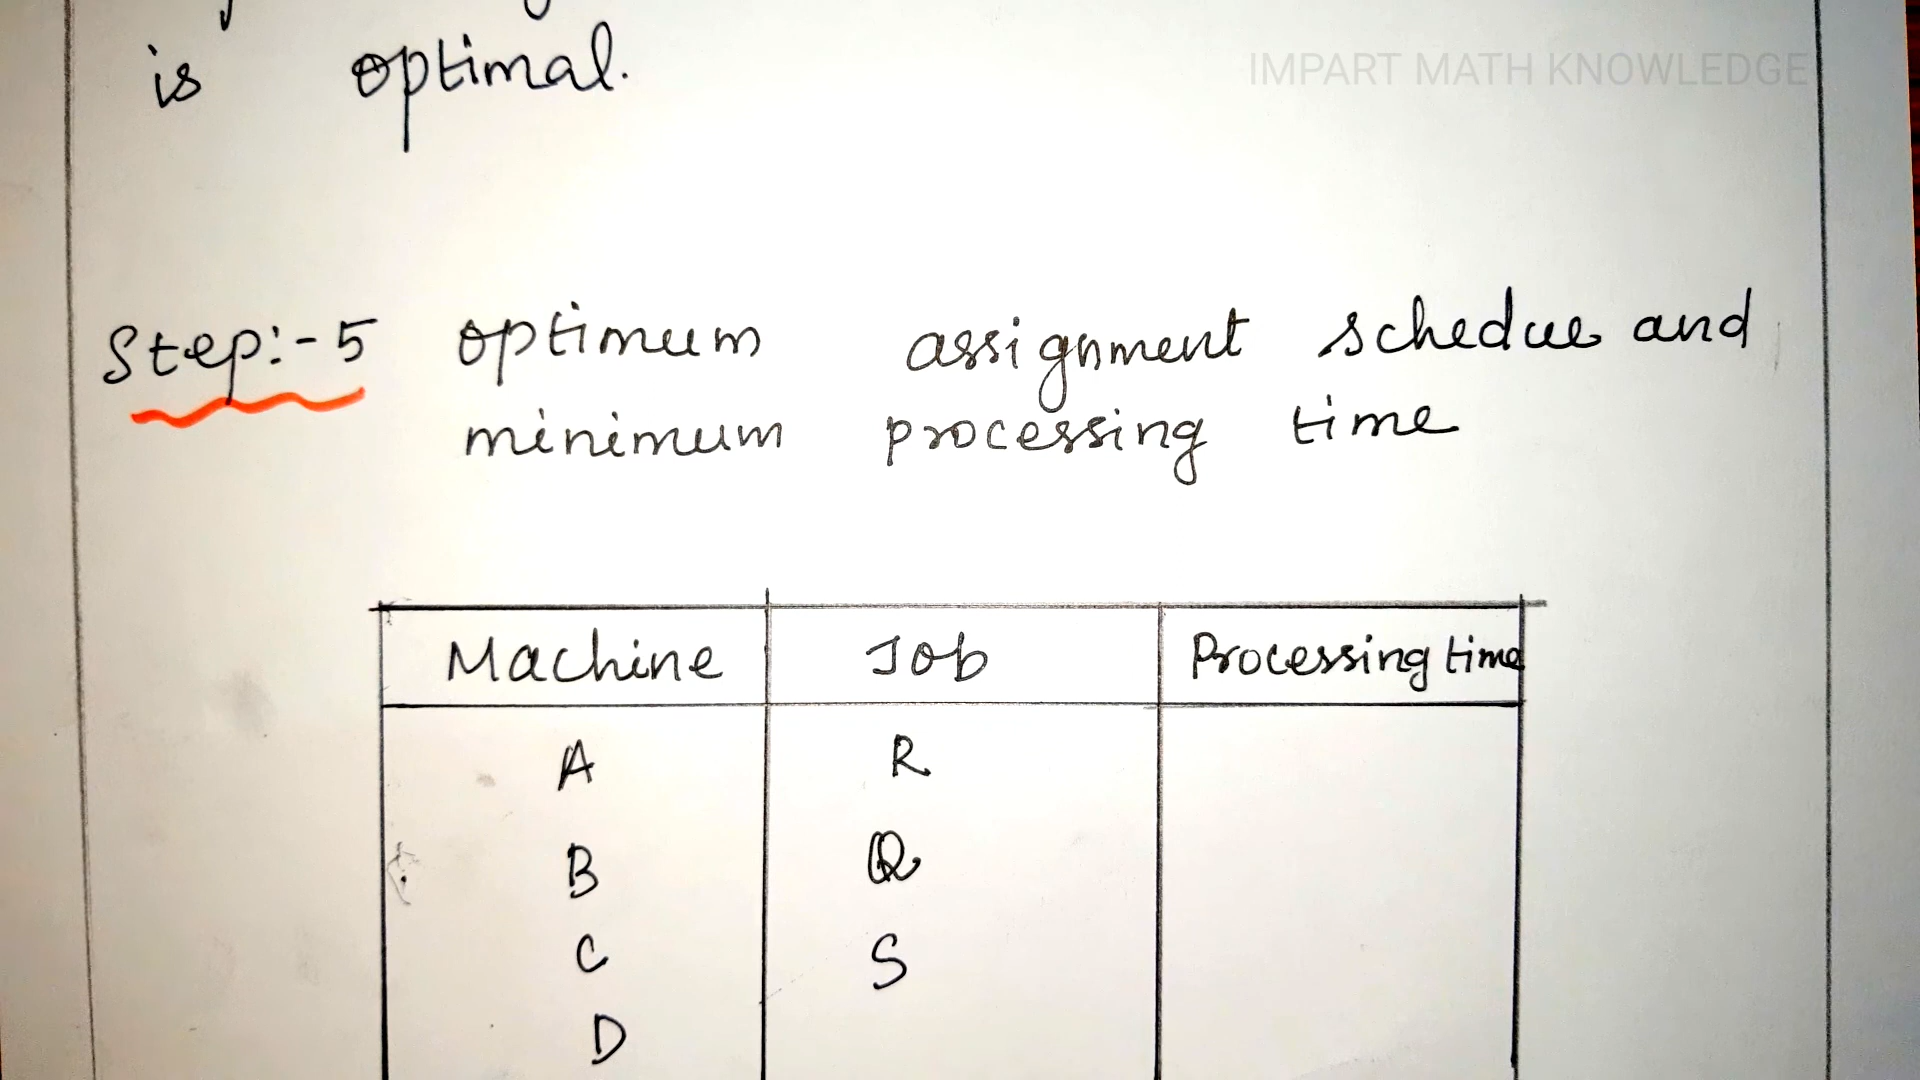 is optimal.
IMPART MATH KNOWLEDGE
Step:-5 optimum assignment schedue and
minimum processing time
Machine Job Processing time
A R
B Q
C S
D